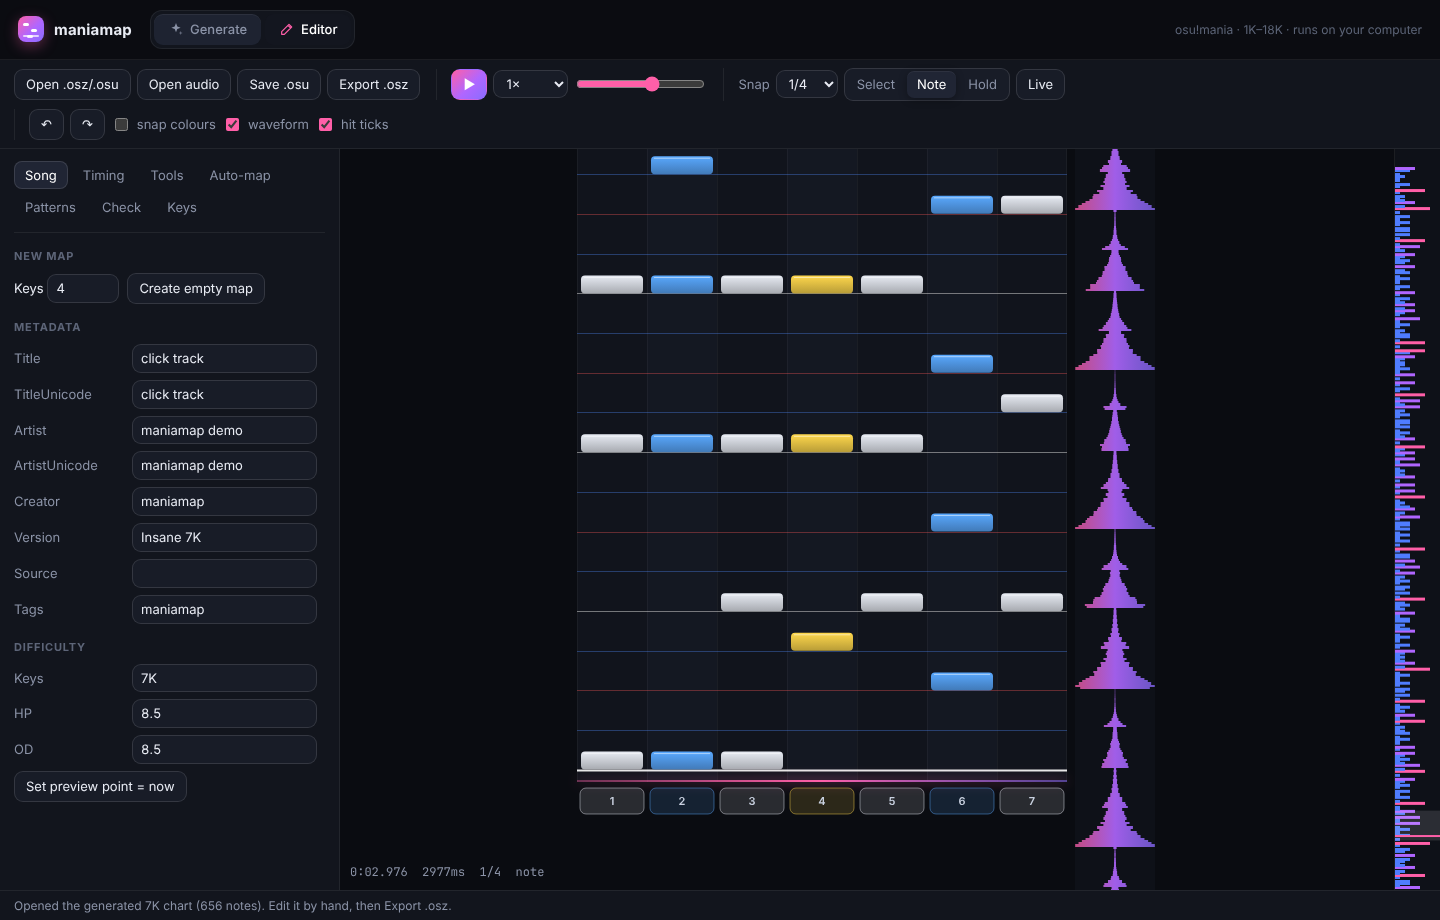 maniamap Generate Editor osu!mania · 1K–18K · runs on your computer
Open .osz/.osu Open audio Save .osu Export .osz 1× Snap 1/4 Select Note Hold Live
↶ ↷ snap colours waveform hit ticks
Song Timing Tools Auto-map
Patterns Check Keys
NEW MAP
Keys 4 Create empty map
METADATA
Title click track
TitleUnicode click track
Artist maniamap demo
ArtistUnicode maniamap demo
Creator maniamap
Version Insane 7K
Source
Tags maniamap
DIFFICULTY
Keys 7K
HP 8.5
OD 8.5
Set preview point = now
1 2 3 4 5 6 7
0:02.976 2977ms 1/4 note
Opened the generated 7K chart (656 notes). Edit it by hand, then Export .osz.